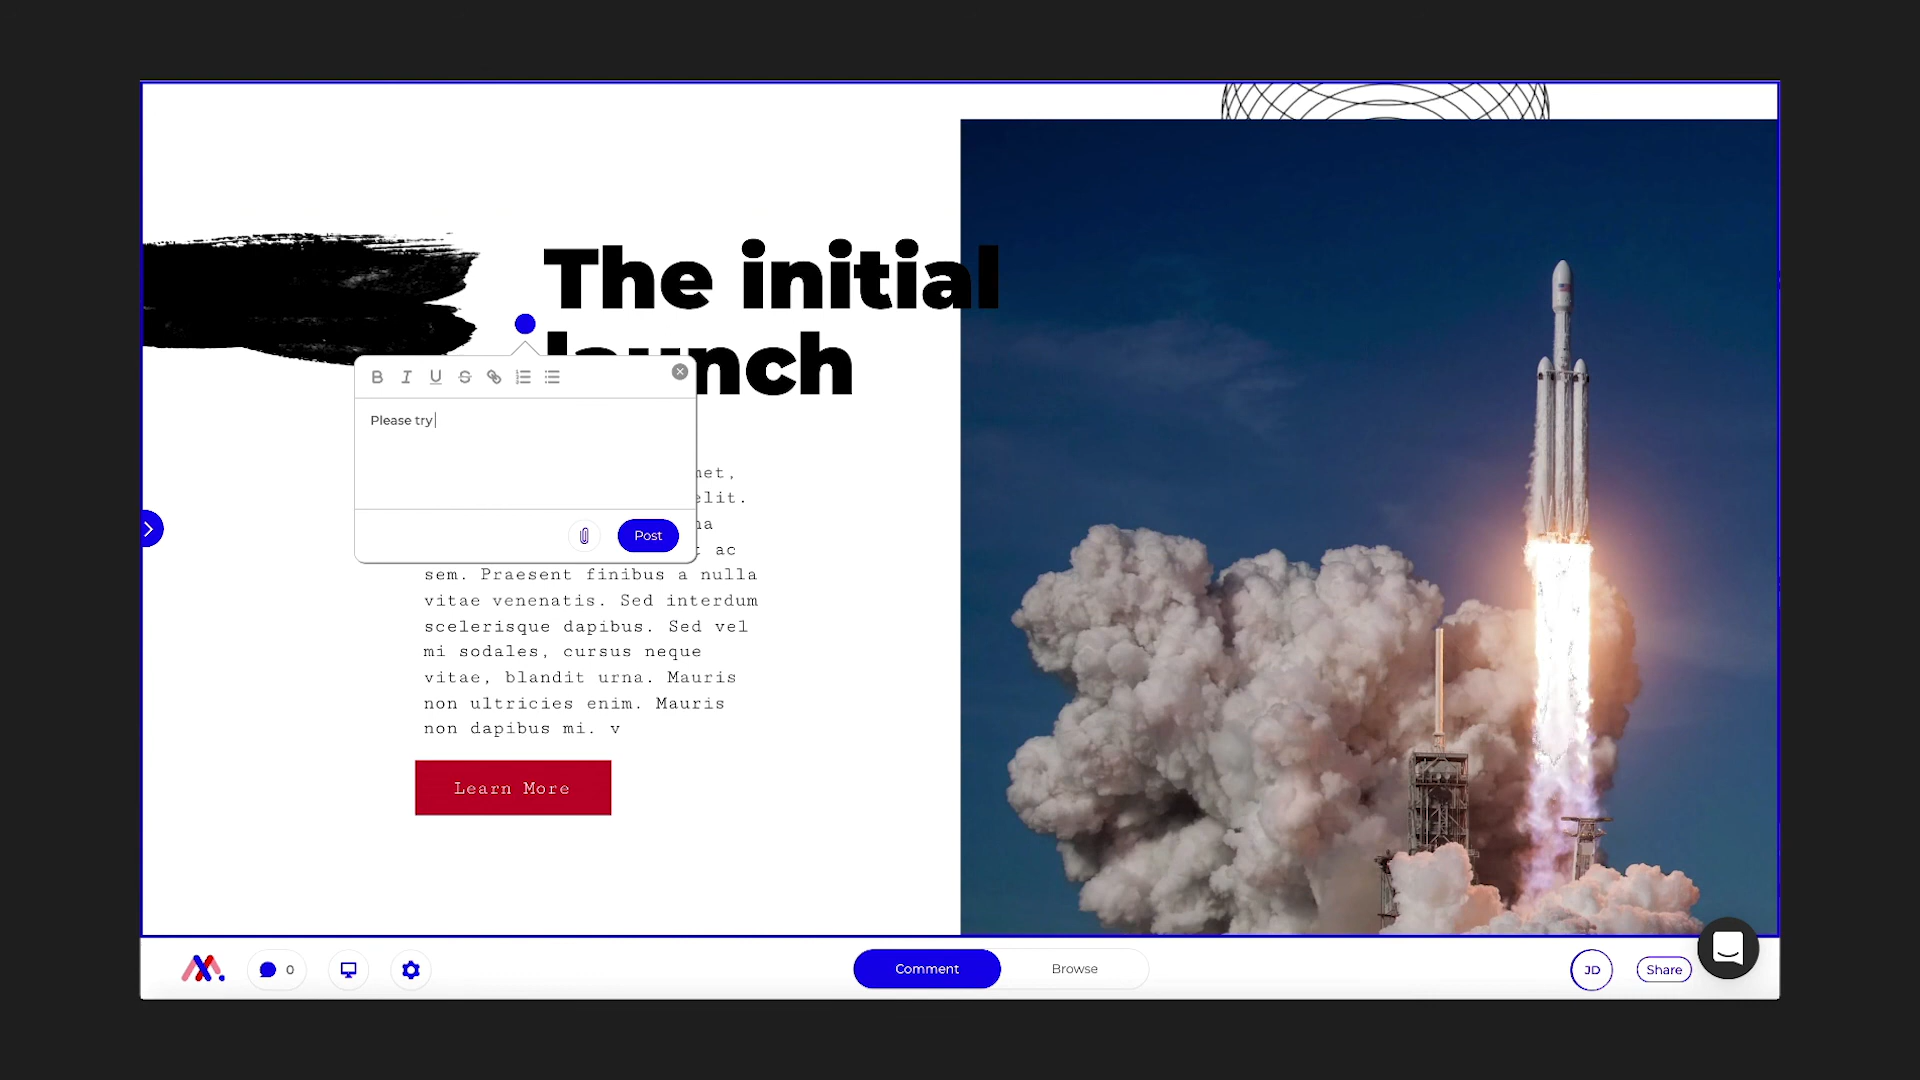 The initial
launch
Please try
net,
elit.
na
t ac
sem. Praesent finibus a nulla
vitae venenatis. Sed interdum
scelerisque dapibus. Sed vel
mi sodales, cursus neque
vitae, blandit urna. Mauris
non ultricies enim. Mauris
non dapibus mi. v
Post
Learn More
0
Comment
Browse
JD
Share